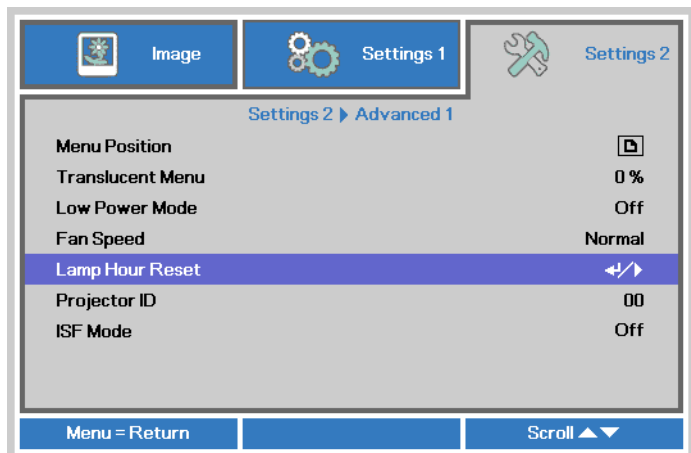 Image
Settings 1
Settings 2
Settings 2 Advanced 1
Menu Position
Translucent Menu 0 %
Low Power Mode Off
Fan Speed Normal
Lamp Hour Reset
Projector ID 00
ISF Mode Off
Menu = Return Scroll